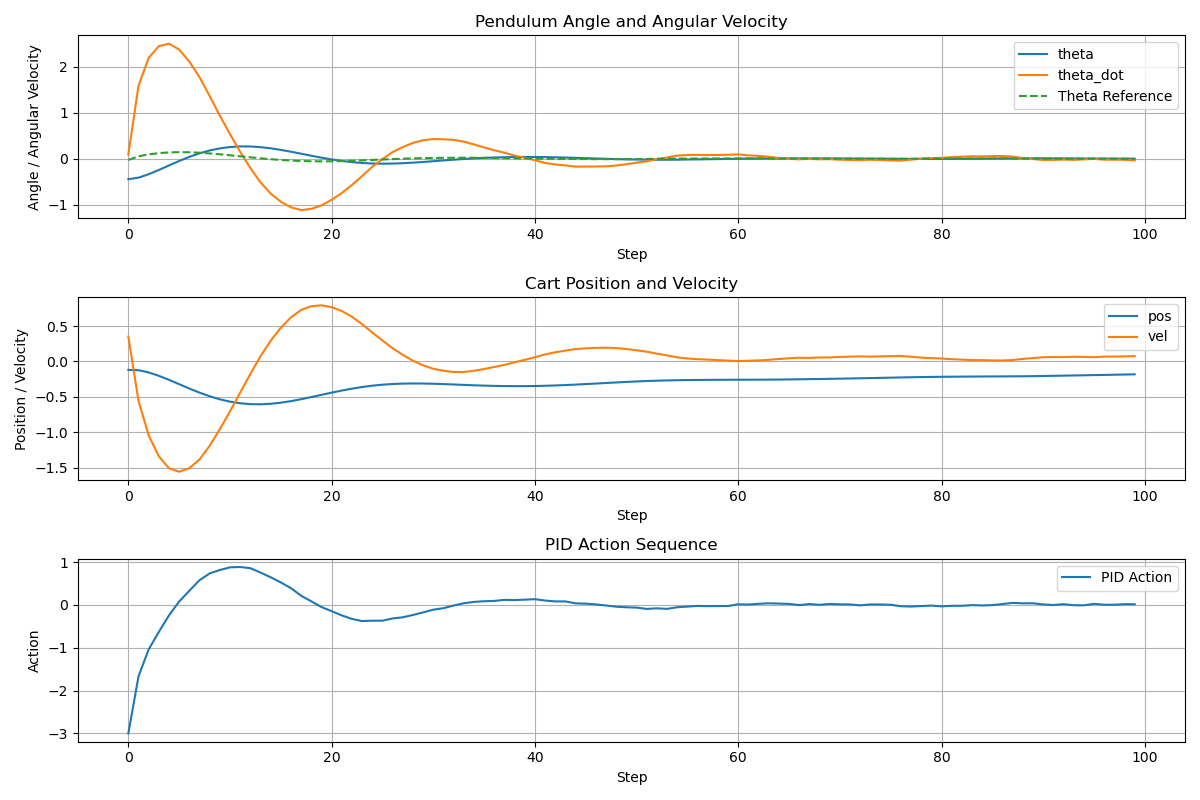 Pendulum Angle and Angular Velocity
Angle / Angular Velocity
2
1
0
−1
theta
theta_dot
Theta Reference
0 20 40 60 80 100
Step
Cart Position and Velocity
Position / Velocity
0.5
0.0
−0.5
−1.0
−1.5
pos
vel
0 20 40 60 80 100
Step
PID Action Sequence
Action
1
0
−1
−2
−3
PID Action
0 20 40 60 80 100
Step